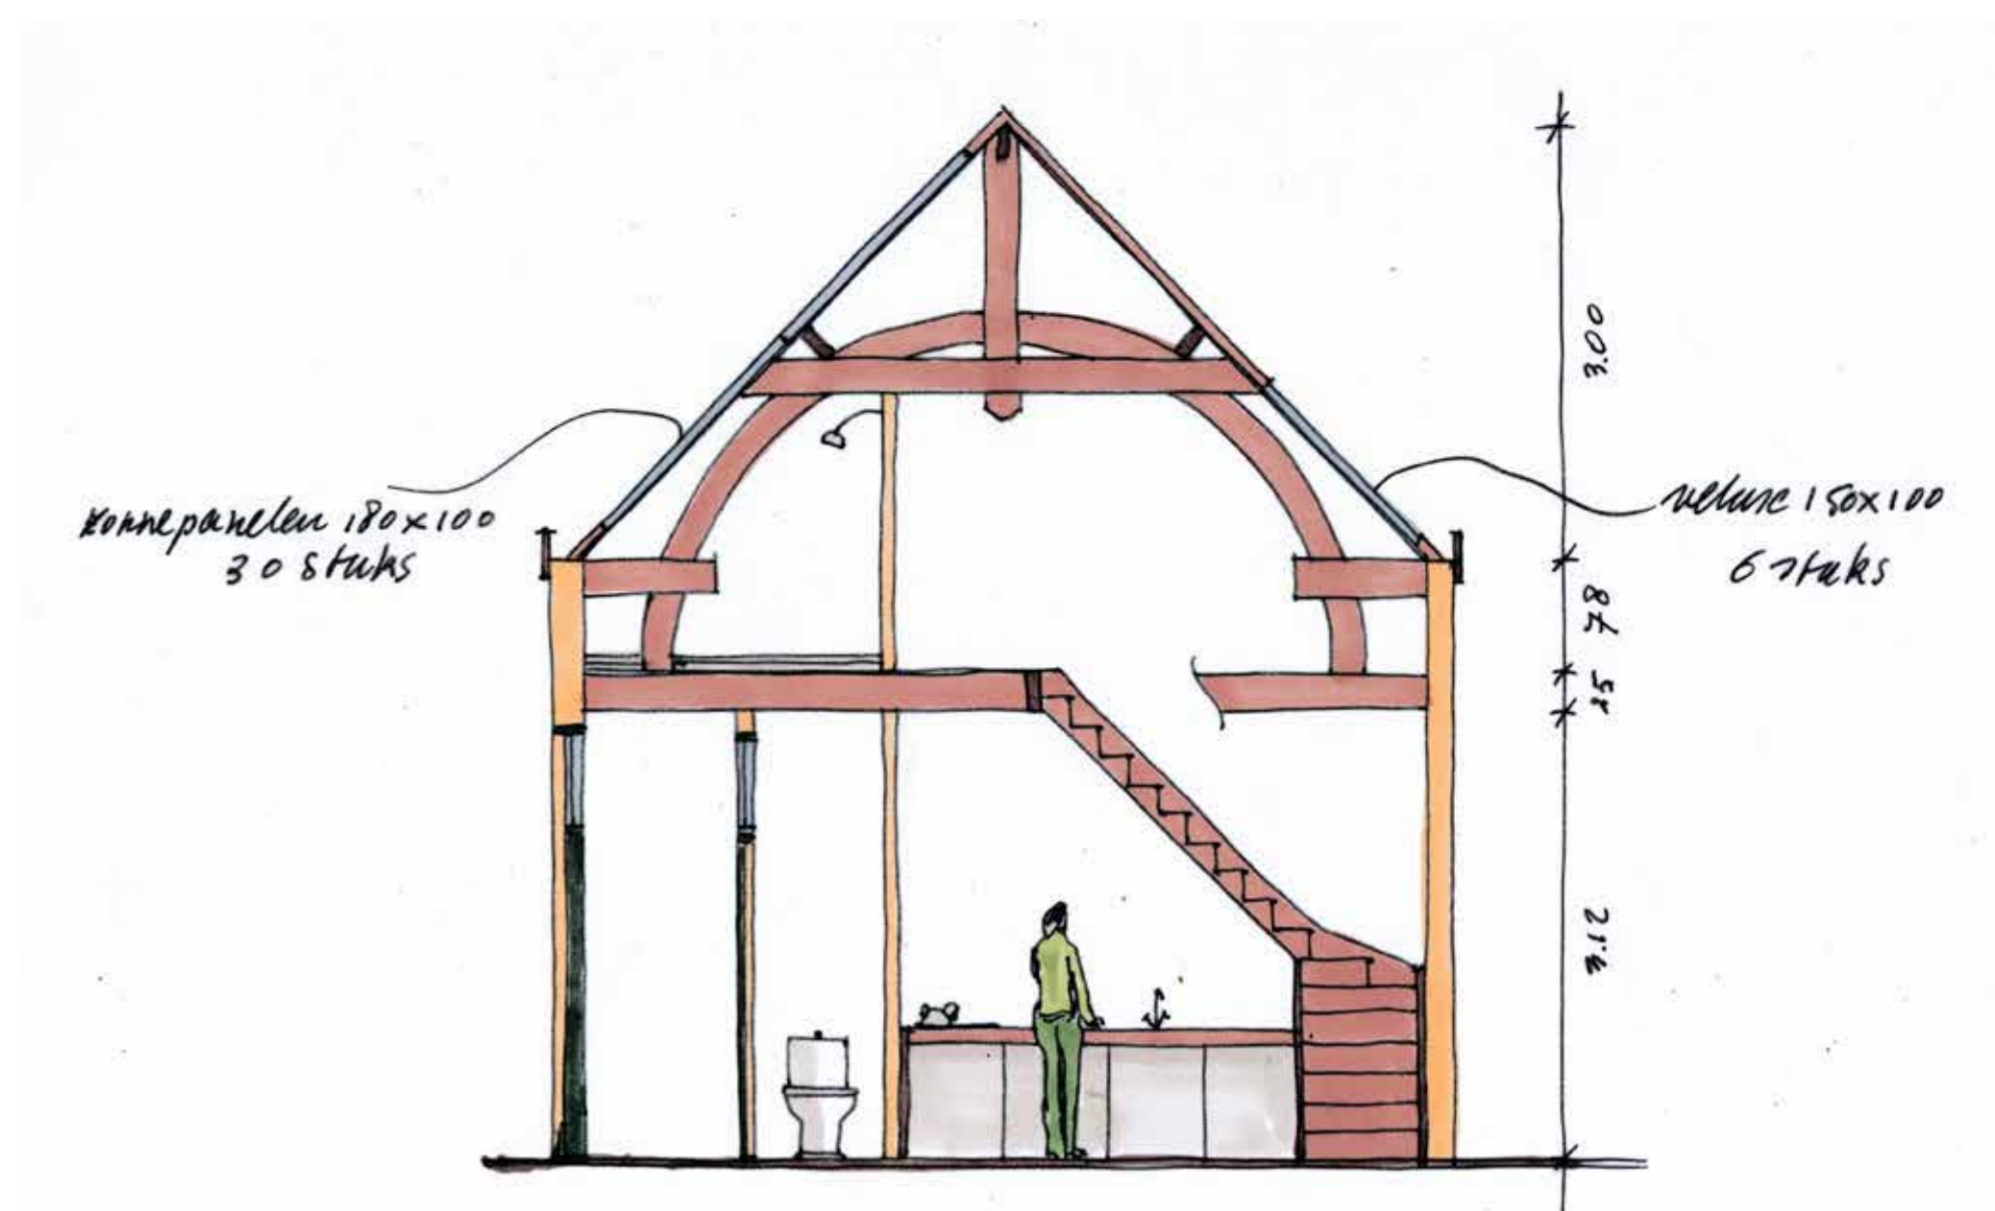 zonnepanelen 180x100
30 stuks
velux 150x100
6 stuks
3.00
78
25
3.12